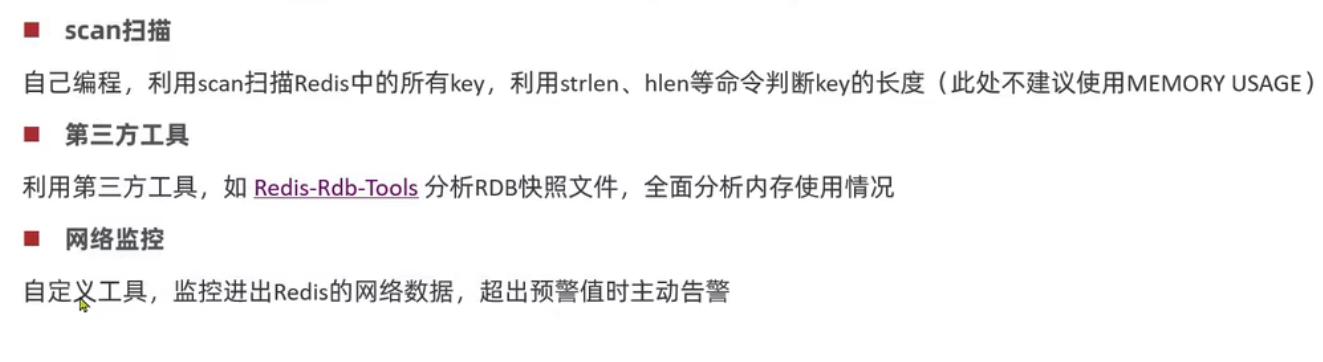 scan扫描
自己编程，利用scan扫描Redis中的所有key，利用strlen、hlen等命令判断key的长度（此处不建议使用MEMORY USAGE）
第三方工具
利用第三方工具，如 Redis-Rdb-Tools 分析RDB快照文件，全面分析内存使用情况
网络监控
自定义工具，监控进出Redis的网络数据，超出预警值时主动告警